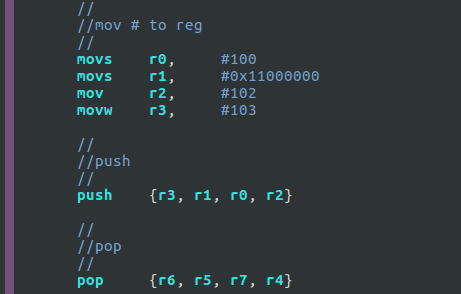 //
//mov # to reg
//
movs r0, #100
movs r1, #0x11000000
mov r2, #102
movw r3, #103
//
//push
//
push {r3, r1, r0, r2}
//
//pop
//
pop {r6, r5, r7, r4}